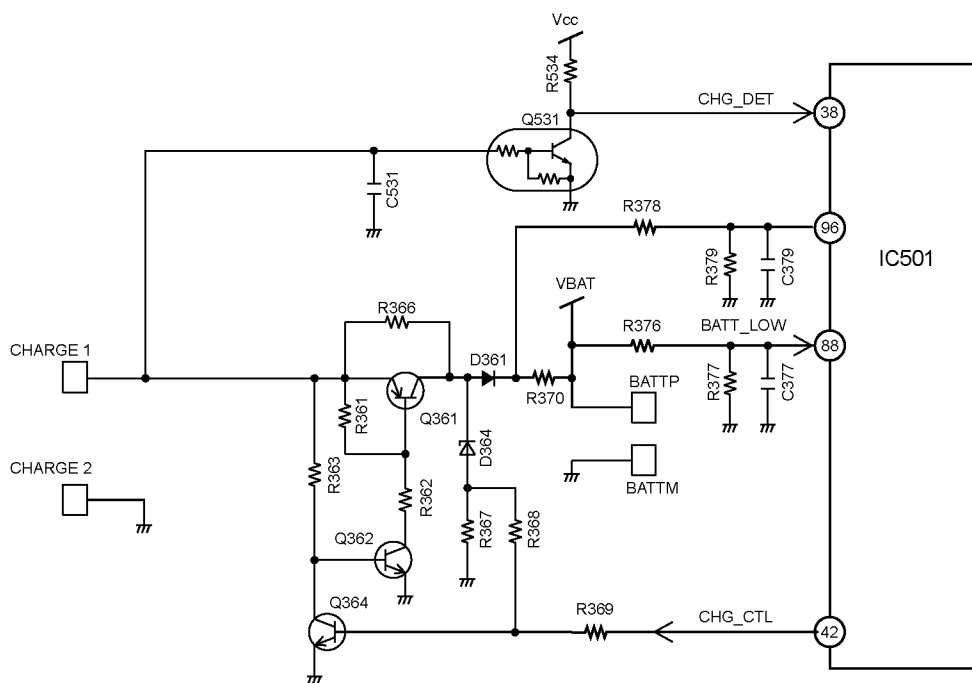 Vcc
R534
CHG_DET
38
Q531
C531
R378
96
IC501
R379
C379
VBAT
R366
R376
BATT_LOW
88
CHARGE 1
D361
R370
BATTP
R377
C377
R361
Q361
D364
CHARGE 2
R363
R362
BATTM
R367
R368
Q362
Q364
R369
CHG_CTL
42